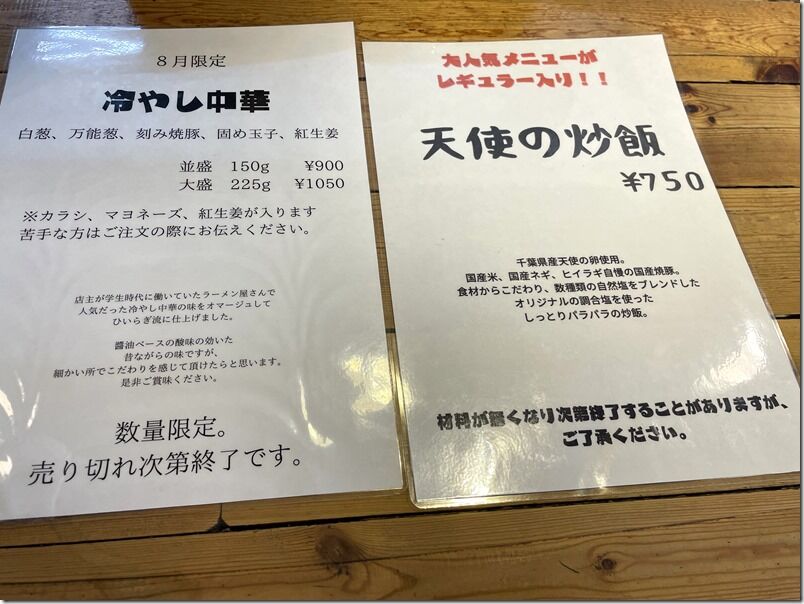 8月限定
冷やし中華
白葱、万能葱、刻み焼豚、固め玉子、紅生姜
並盛 150g ¥900
大盛 225g ¥1050
※カラシ、マヨネーズ、紅生姜が入ります
苦手な方はご注文の際にお伝えください。
店主が学生時代に働いていたラーメン屋さんで
人気だった冷やし中華の味をオマージュして
ひいらぎ流に仕上げました。
醤油ベースの酸味の効いた
昔ながらの味ですが、
細かい所でこだわりを感じて頂けたらと思います。
是非ご賞味ください。
数量限定。
売り切れ次第終了です。
大人気メニューが
レギュラー入り！！
天使の炒飯
¥750
千葉県産天使の卵使用。
国産米、国産ネギ、ヒイラギ自慢の国産焼豚。
食材からこだわり、数種類の自然塩をブレンドした
オリジナルの調合塩を使った
しっとりパラパラの炒飯。
材料が無くなり次第終了することがありますが、
ご了承ください。